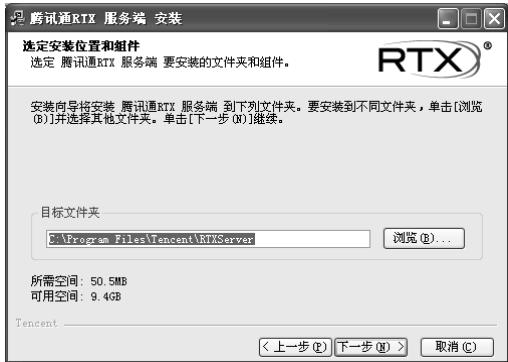 腾讯通RTX 服务端 安装
选定安装位置和组件
选定 腾讯通RTX 服务端 要安装的文件夹和组件。
RTX®
安装向导将安装 腾讯通RTX 服务端 到下列文件夹。要安装到不同文件夹，单击[浏览
(B)]并选择其他文件夹。单击[下一步(N)]继续。
目标文件夹
C:\Program Files\Tencent\RTXServer
浏览(B)...
所需空间: 50.5MB
可用空间: 9.4GB
Tencent
< 上一步(P)
下一步(N) >
取消(C)